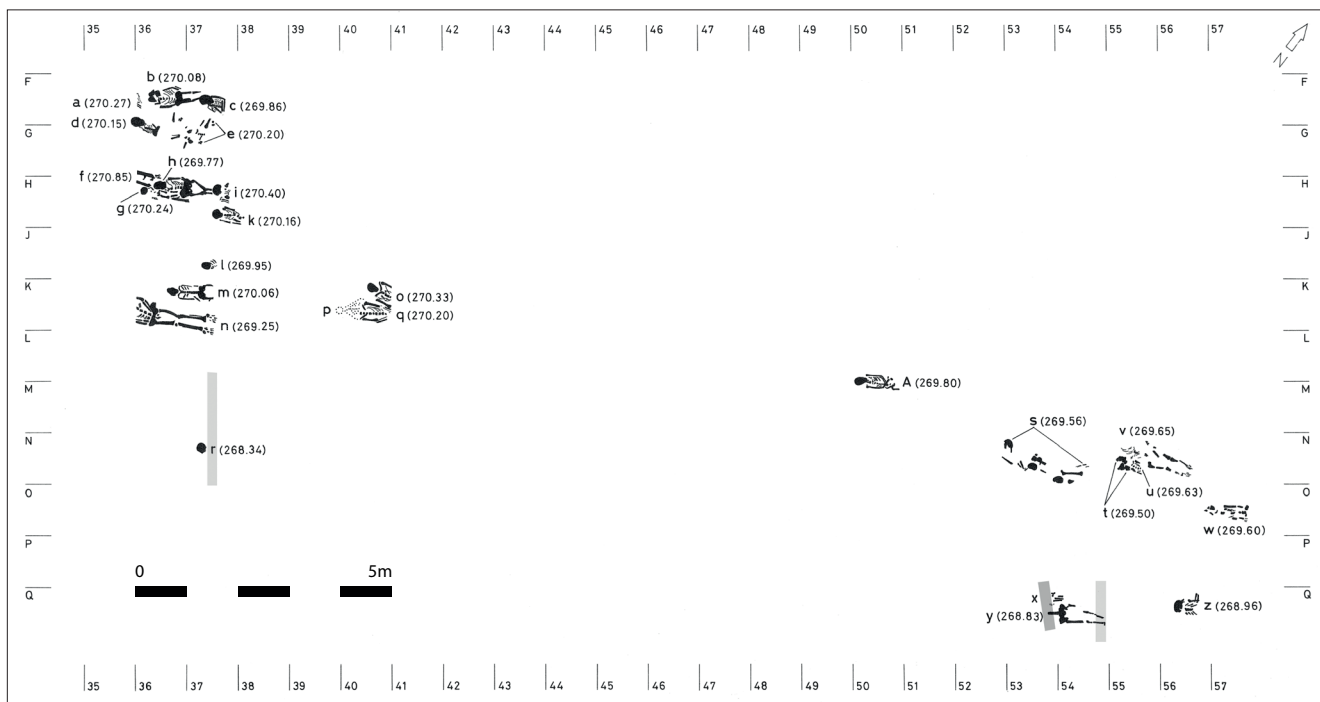 35 36 37 38 39 40 41 42 43 44 45 46 47 48 49 50 51 52 53 54 55 56 57
N
F F
b (270.08)
a (270.27) c (269.86)
d (270.15)
G e (270.20) G
h (269.77)
f (270.85) H H
i (270.40)
g (270.24)
k (270.16)
J J
l (269.95)
K K
m (270.06) o (270.33)
p q (270.20)
n (269.25)
L L
M A (269.80) M
s (269.56) v (269.65)
N N
r (268.34)
O u (269.63) O
t (269.50)
w (269.60)
P P
0 5m
Q Q
x
y (268.83) z (268.96)
35 36 37 38 39 40 41 42 43 44 45 46 47 48 49 50 51 52 53 54 55 56 57